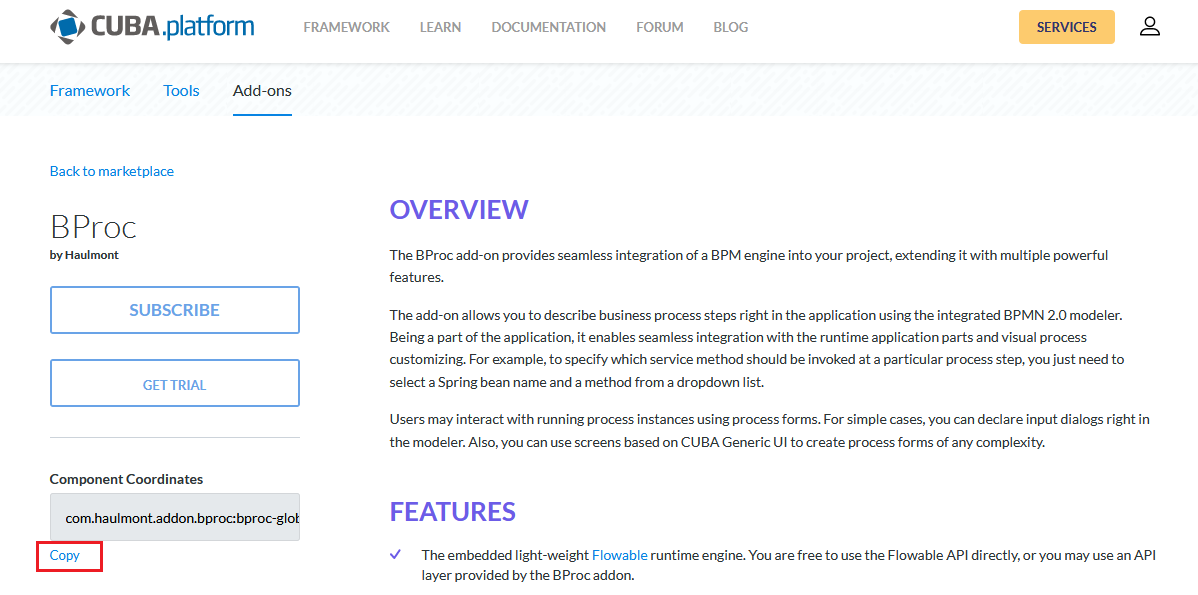 CUBA.platform
FRAMEWORK LEARN DOCUMENTATION FORUM BLOG SERVICES
Framework Tools Add-ons
Back to marketplace
BProc
by Haulmont
SUBSCRIBE
GET TRIAL
Component Coordinates
com.haulmont.addon.bproc:bproc-glob
Copy
OVERVIEW
The BProc add-on provides seamless integration of a BPM engine into your project, extending it with multiple powerful
features.
The add-on allows you to describe business process steps right in the application using the integrated BPMN 2.0 modeler.
Being a part of the application, it enables seamless integration with the runtime application parts and visual process
customizing. For example, to specify which service method should be invoked at a particular process step, you just need to
select a Spring bean name and a method from a dropdown list.
Users may interact with running process instances using process forms. For simple cases, you can declare input dialogs right in
the modeler. Also, you can use screens based on CUBA Generic UI to create process forms of any complexity.
FEATURES
The embedded light-weight Flowable runtime engine. You are free to use the Flowable API directly, or you may use an API
layer provided by the BProc addon.